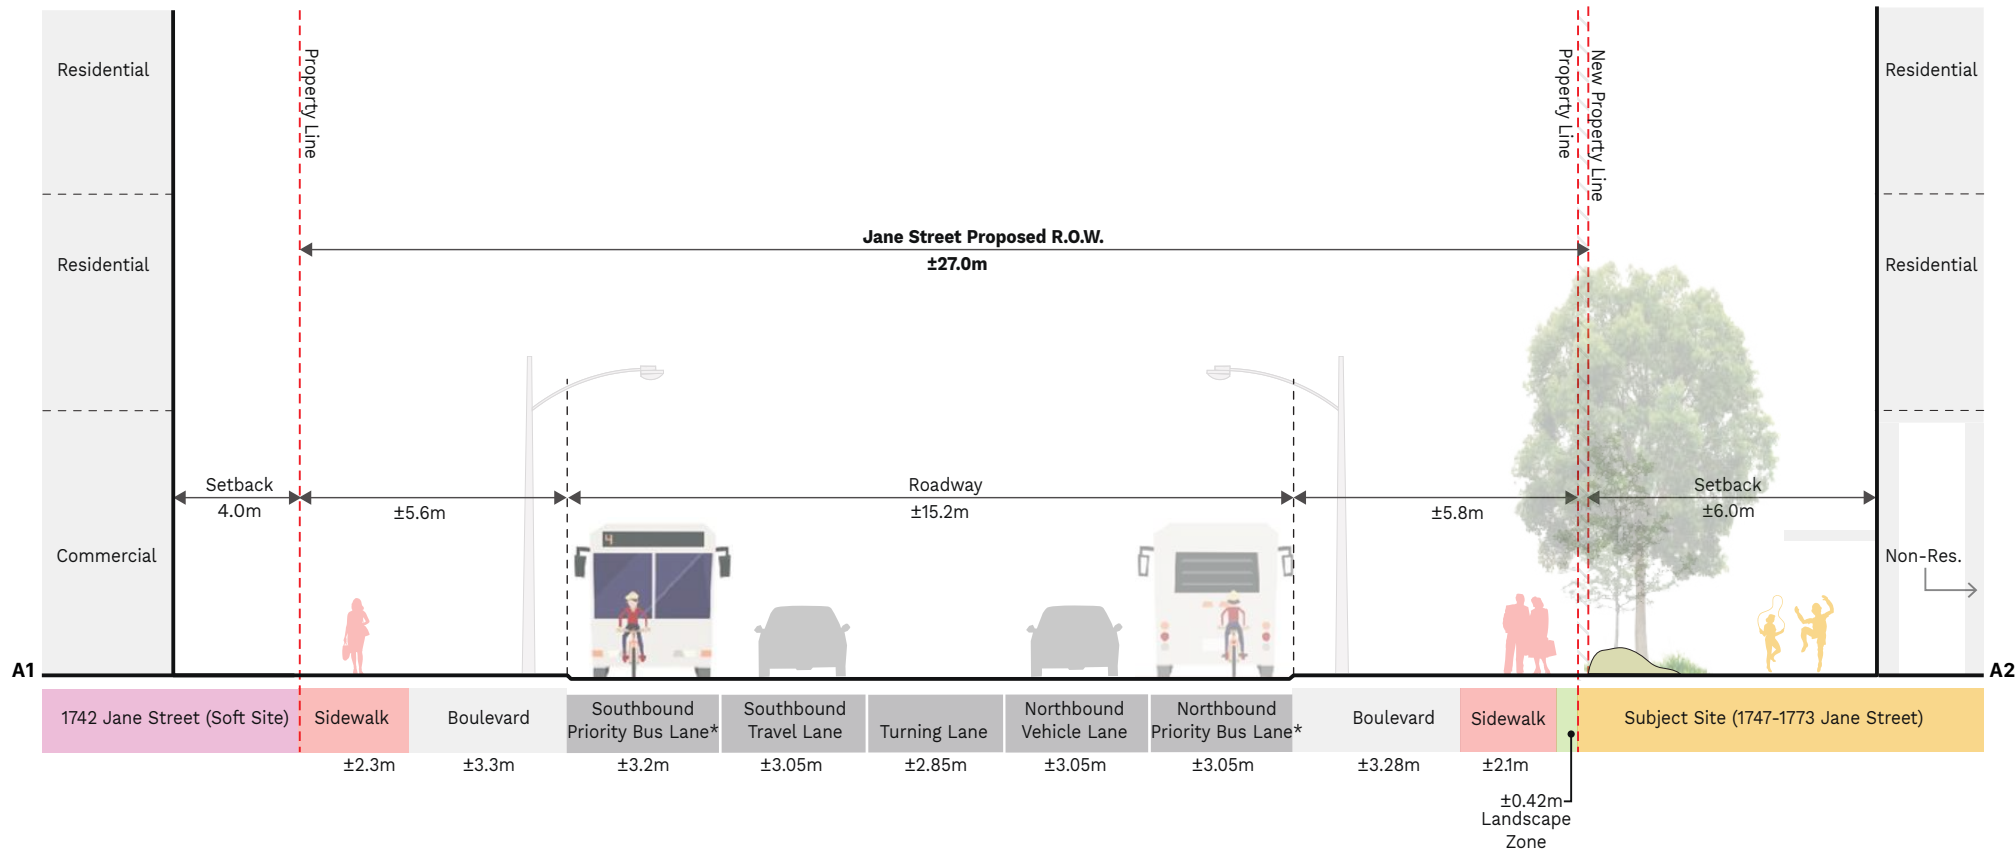 Residential
Property Line
Property Line
New Property Line
Residential
Residential
Jane Street Proposed R.O.W.
±27.0m
Residential
Setback
4.0m
±5.6m
Roadway
±15.2m
±5.8m
Setback
±6.0m
4
Commercial
Non-Res.
A1
A2
1742 Jane Street (Soft Site)
Sidewalk
Boulevard
Southbound
Priority Bus Lane*
Southbound
Travel Lane
Turning Lane
Northbound
Vehicle Lane
Northbound
Priority Bus Lane*
Boulevard
Sidewalk
Subject Site (1747-1773 Jane Street)
±2.3m
±3.3m
±3.2m
±3.05m
±2.85m
±3.05m
±3.05m
±3.28m
±2.1m
±0.42m
Landscape
Zone